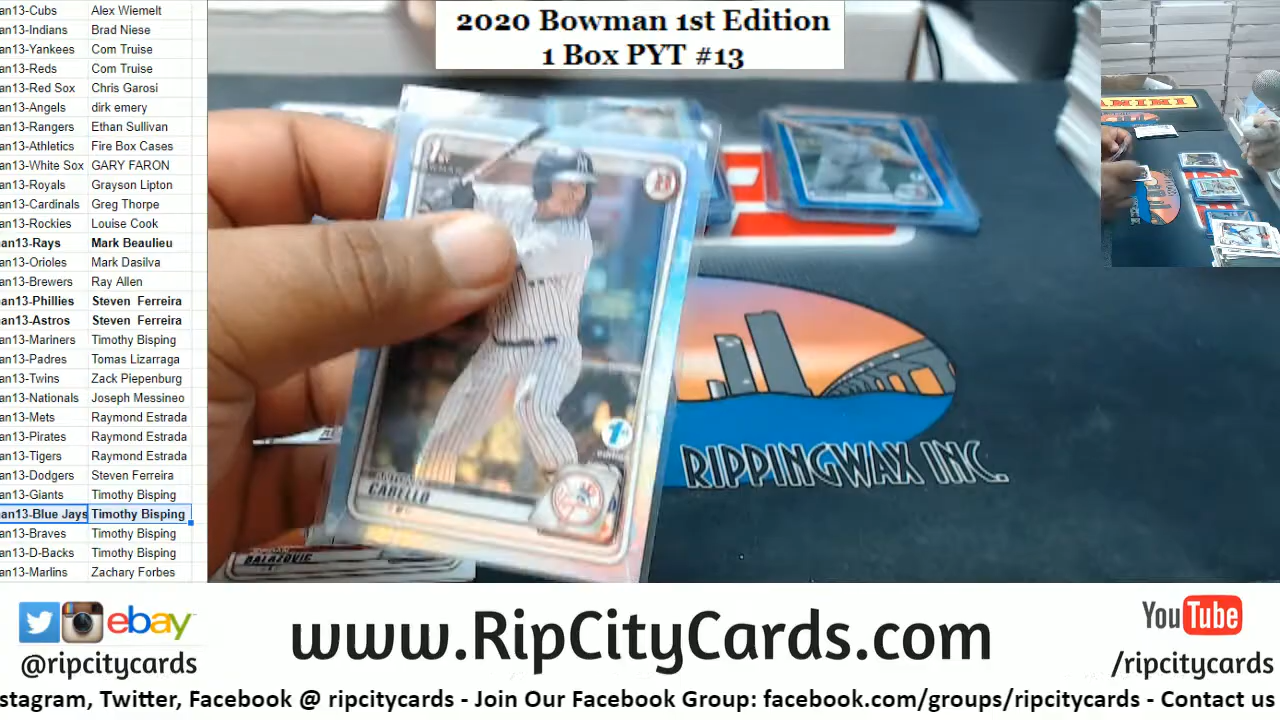 2020 Bowman 1st Edition
1 Box PYT #13
an13-Cubs Alex Wiemelt
an13-Indians Brad Niese
an13-Yankees Com Truise
an13-Reds Com Truise
an13-Red Sox Chris Garosi
an13-Angels dirk emery
an13-Rangers Ethan Sullivan
an13-Athletics Fire Box Cases
an13-White Sox GARY FARON
an13-Royals Grayson Lipton
an13-Cardinals Greg Thorpe
an13-Rockies Louise Cook
an13-Rays Mark Beaulieu
an13-Orioles Mark Dasilva
an13-Brewers Ray Allen
an13-Phillies Steven Ferreira
an13-Astros Steven Ferreira
an13-Mariners Timothy Bisping
an13-Padres Tomas Lizarraga
an13-Twins Zack Piepenburg
an13-Nationals Joseph Messineo
an13-Mets Raymond Estrada
an13-Pirates Raymond Estrada
an13-Tigers Raymond Estrada
an13-Dodgers Steven Ferreira
an13-Giants Timothy Bisping
an13-Blue Jays Timothy Bisping
an13-Braves Timothy Bisping
an13-D-Backs Timothy Bisping
an13-Marlins Zachary Forbes
1st
CABELLO
BALAZOVIC
RIPPINGWAX INC.
PANINI
ebay
@ripcitycards
www.RipCityCards.com
YouTube
/ripcitycards
nstagram, Twitter, Facebook @ ripcitycards - Join Our Facebook Group: facebook.com/groups/ripcitycards - Contact us